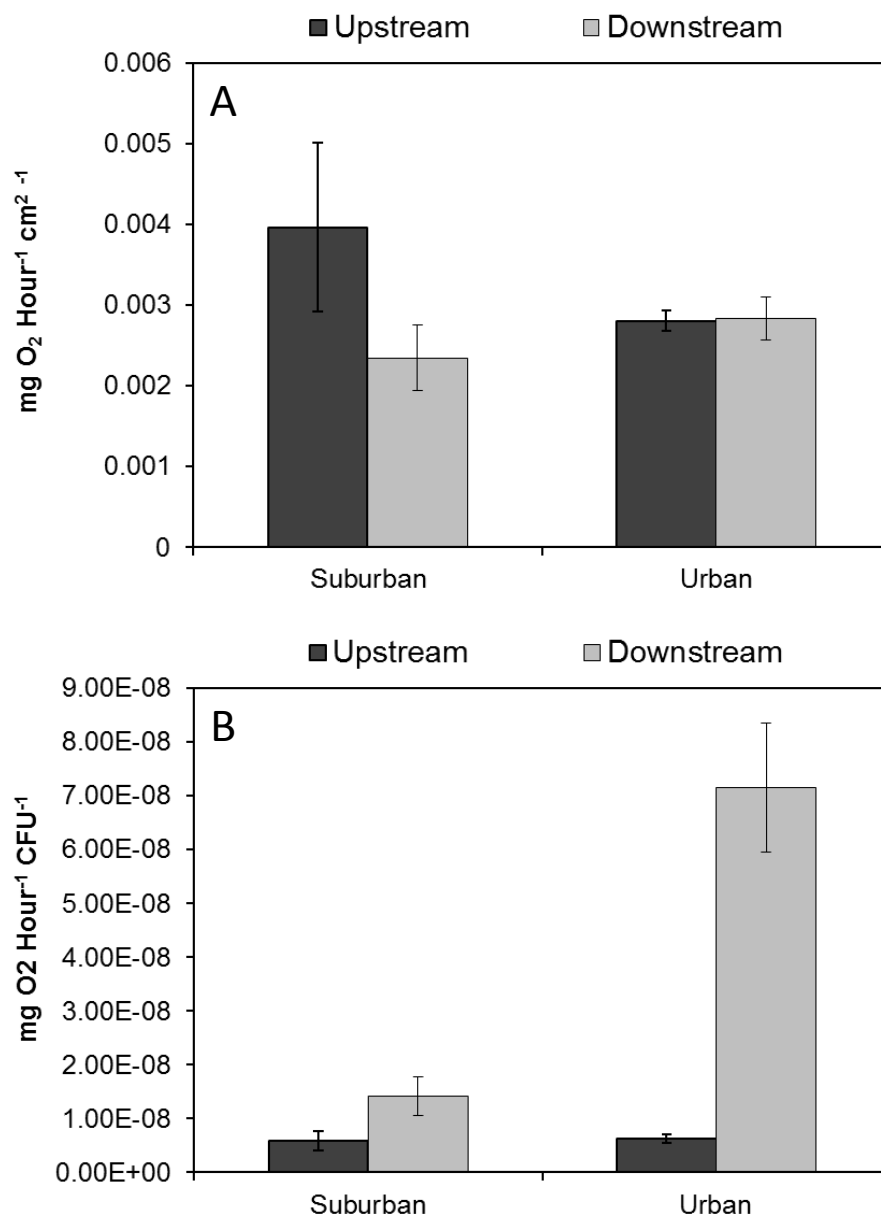 Upstream Downstream
0.006
A
0.005
0.004
0.003
0.002
0.001
0
mg O₂ Hour⁻¹ cm² ⁻¹
Suburban Urban
Upstream Downstream
9.00E-08
B
8.00E-08
7.00E-08
6.00E-08
5.00E-08
4.00E-08
3.00E-08
2.00E-08
1.00E-08
0.00E+00
mg O2 Hour⁻¹ CFU⁻¹
Suburban Urban